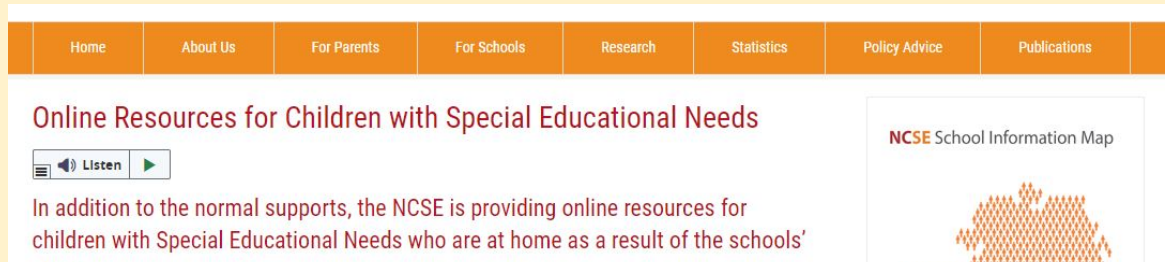 Home About Us For Parents For Schools Research Statistics Policy Advice Publications
Online Resources for Children with Special Educational Needs
Listen
In addition to the normal supports, the NCSE is providing online resources for
children with Special Educational Needs who are at home as a result of the schools’
NCSE School Information Map